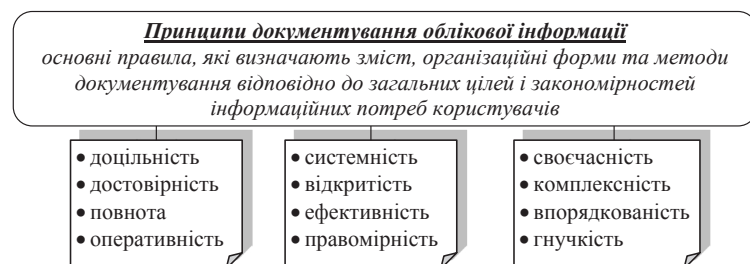 Принципи документування облікової інформації
основні правила, які визначають зміст, організаційні форми та методи
документування відповідно до загальних цілей і закономірностей
інформаційних потреб користувачів
• доцільність
• достовірність
• повнота
• оперативність
• системність
• відкритість
• ефективність
• правомірність
• своєчасність
• комплексність
• впорядкованість
• гнучкість